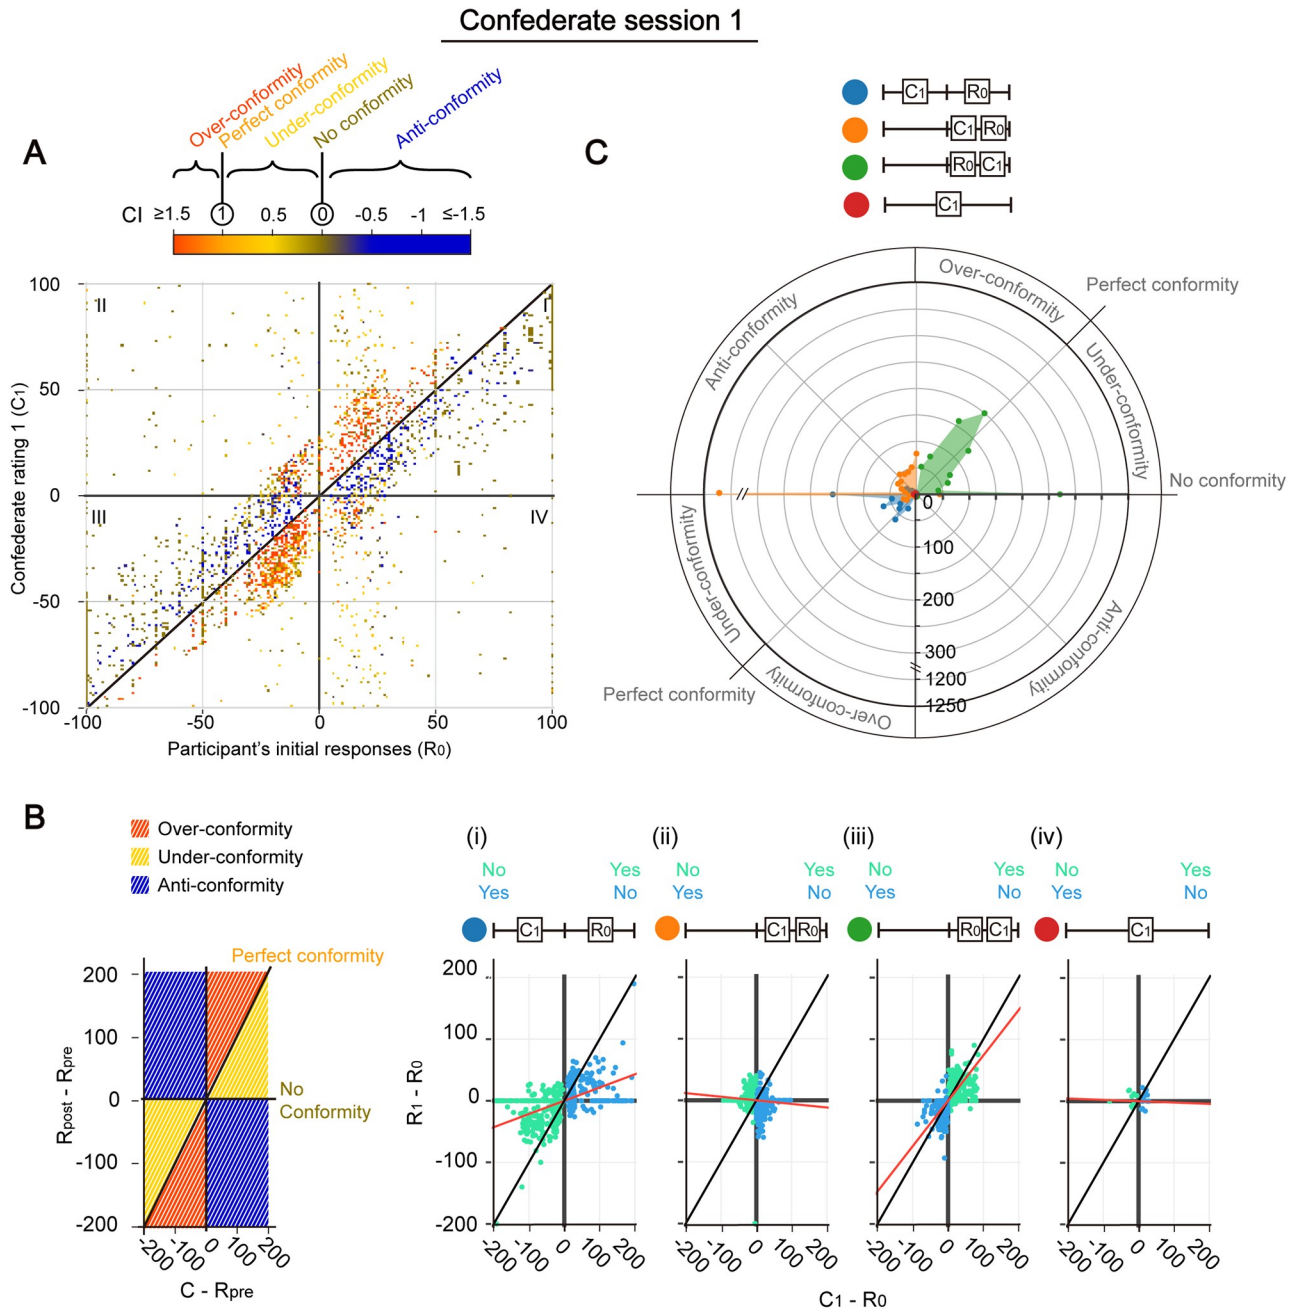 Confederate session 1
A
Over-conformity
Perfect conformity
Under-conformity
No conformity
Anti-conformity
CI ≥1.5 1 0.5 0 -0.5 -1 ≤-1.5
100
50
0
-50
-100
Confederate rating 1 (C1)
II
I
III
IV
-100 -50 0 50 100
Participant's initial responses (R0)
C
C1 R0
C1 R0
R0 C1
C1
Over-conformity
Perfect conformity
Under-conformity
No conformity
Anti-conformity
Over-conformity
Perfect conformity
Under-conformity
Anti-conformity
0
100
200
300
1200
1250
B
Over-conformity
Under-conformity
Anti-conformity
Perfect conformity
No
Conformity
200
100
0
-100
-200
Rpost - Rpre
-200 -100 0 100 200
C - Rpre
(i)
No Yes
Yes No
C1 R0
(ii)
No Yes
Yes No
C1 R0
(iii)
No Yes
Yes No
R0 C1
(iv)
No Yes
Yes No
C1
200
100
0
-100
-200
R1 - R0
-200 -100 0 100 200
-200 -100 0 100 200
-200 -100 0 100 200
-200 -100 0 100 200
C1 - R0